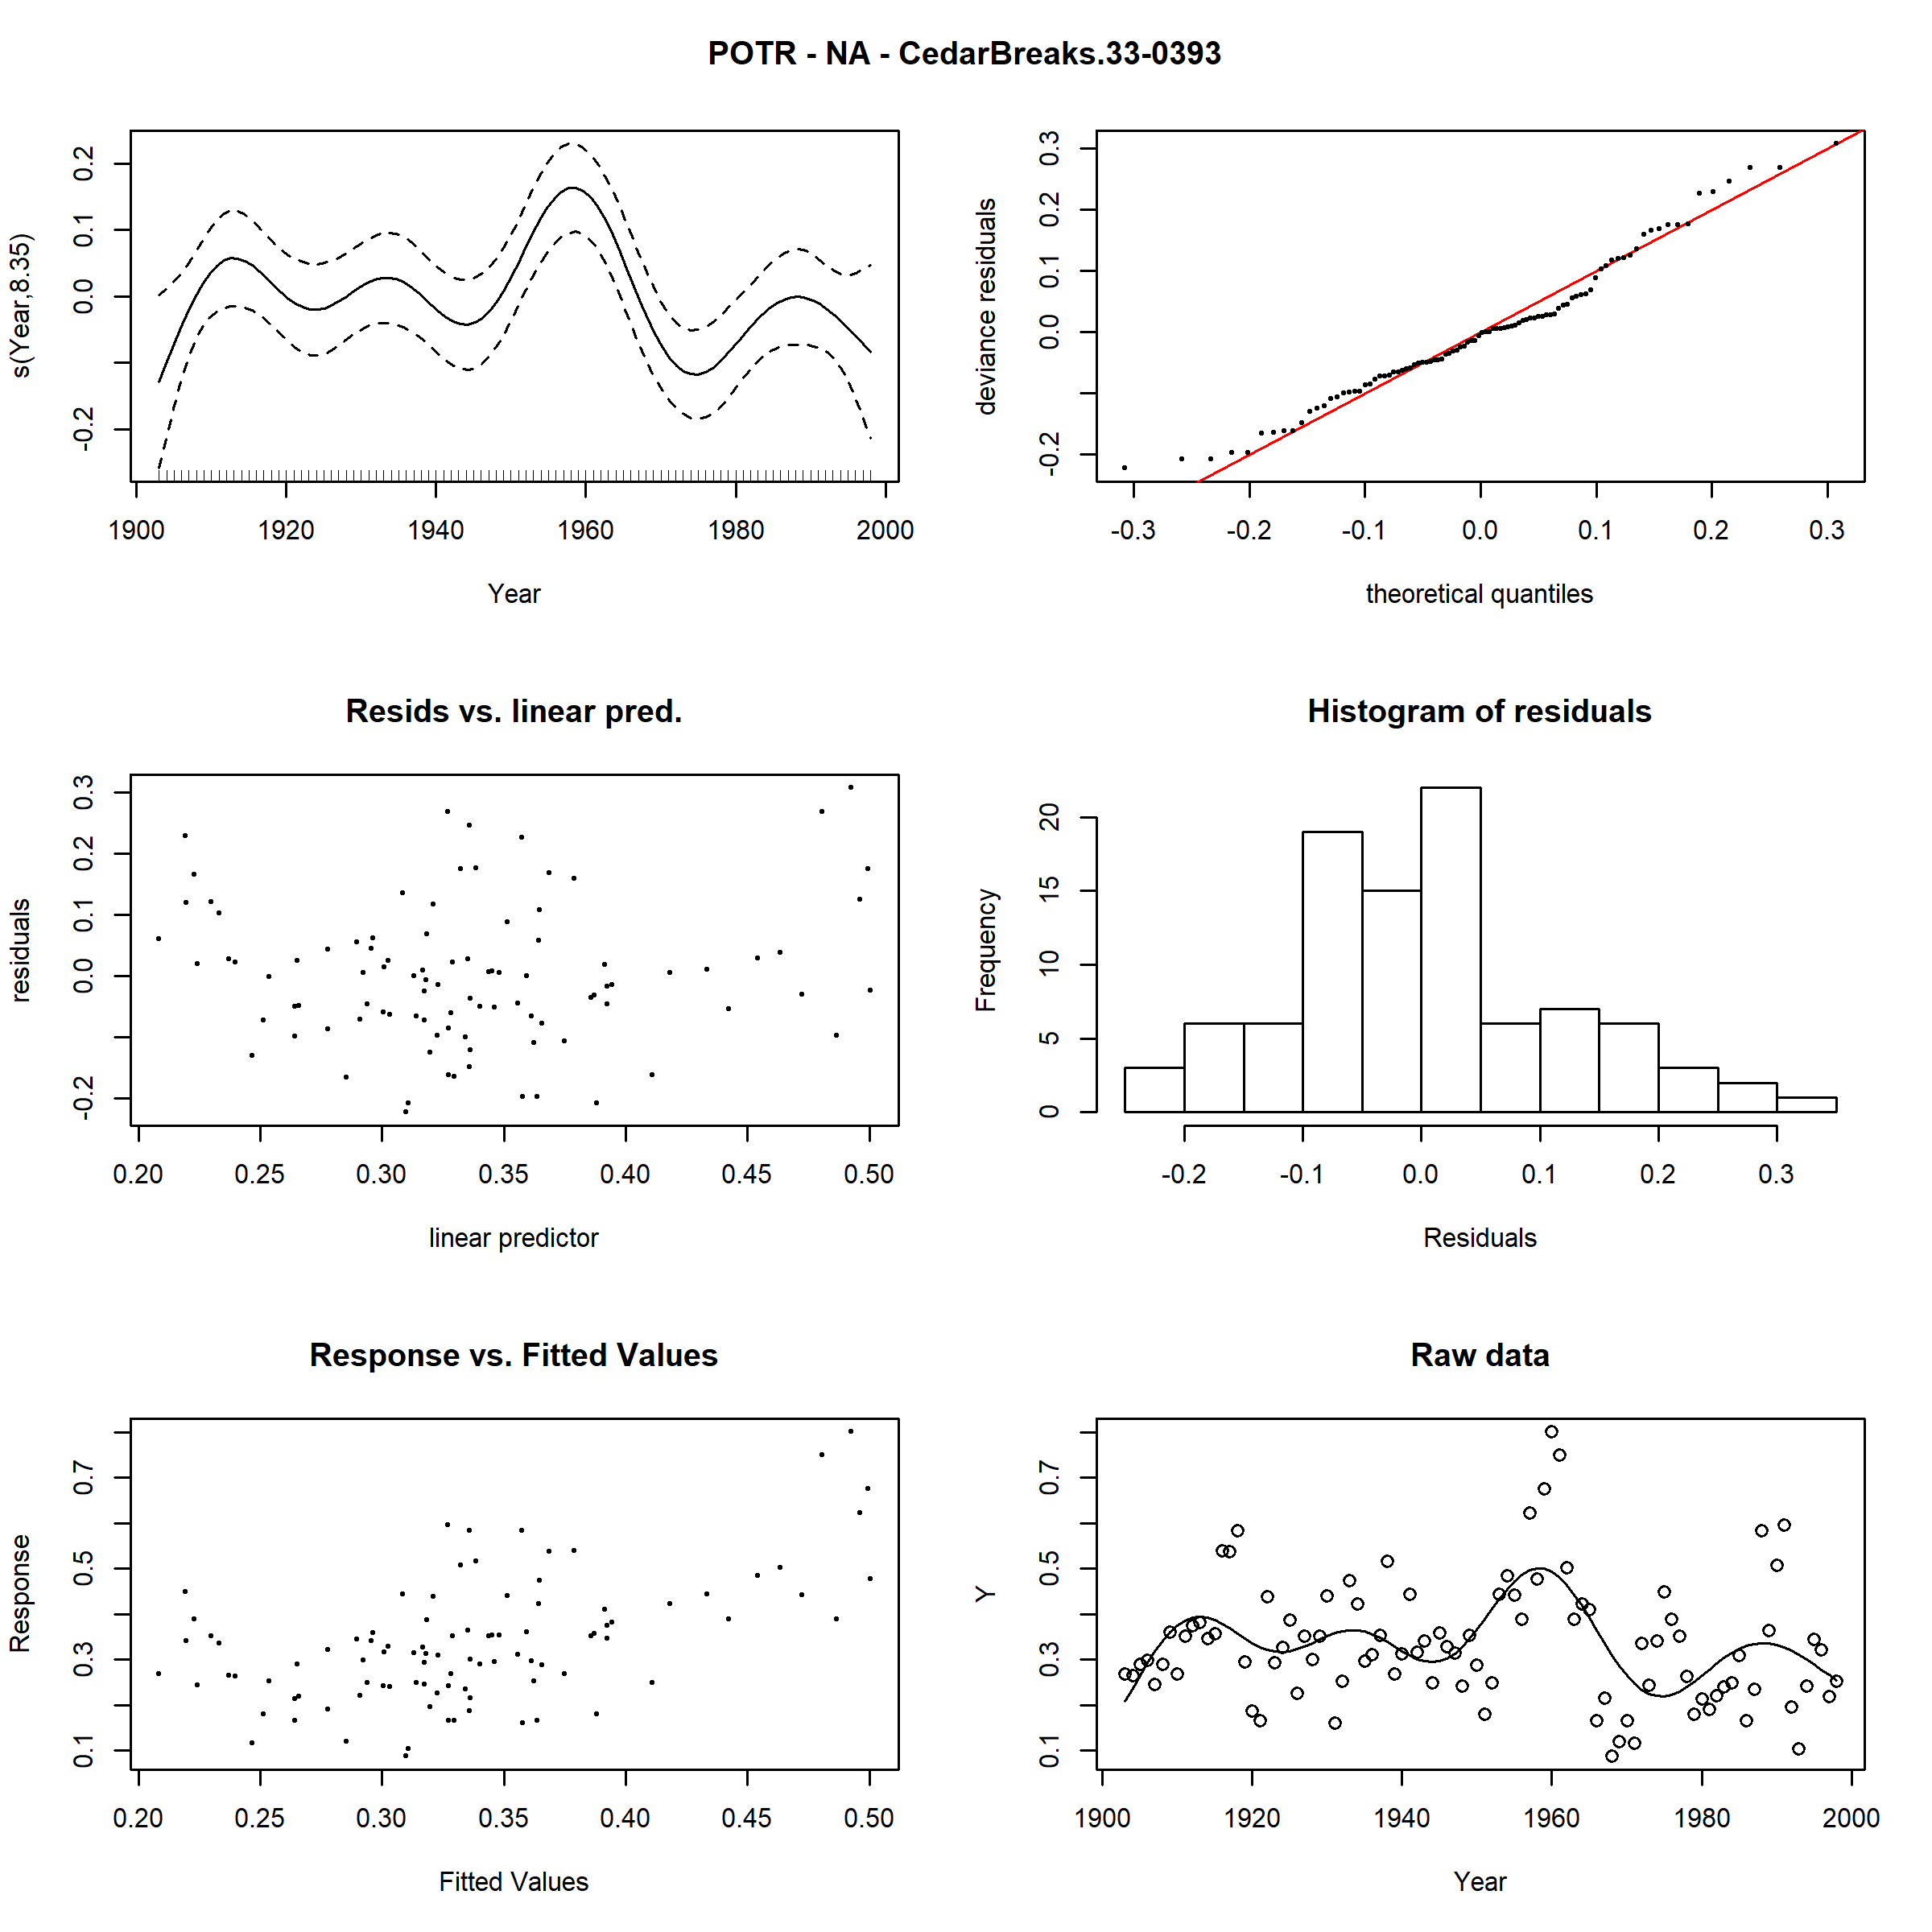 POTR - NA - CedarBreaks.33-0393
s(Year,8.35)
-0.2 0.0 0.1 0.2
1900 1920 1940 1960 1980 2000
Year
deviance residuals
-0.2 0.0 0.1 0.2 0.3
-0.3 -0.2 -0.1 0.0 0.1 0.2 0.3
theoretical quantiles
Resids vs. linear pred.
residuals
-0.2 0.0 0.1 0.2 0.3
0.20 0.25 0.30 0.35 0.40 0.45 0.50
linear predictor
Histogram of residuals
Frequency
0 5 10 15 20
-0.2 -0.1 0.0 0.1 0.2 0.3
Residuals
Response vs. Fitted Values
Response
0.1 0.3 0.5 0.7
0.20 0.25 0.30 0.35 0.40 0.45 0.50
Fitted Values
Raw data
Y
0.1 0.3 0.5 0.7
1900 1920 1940 1960 1980 2000
Year